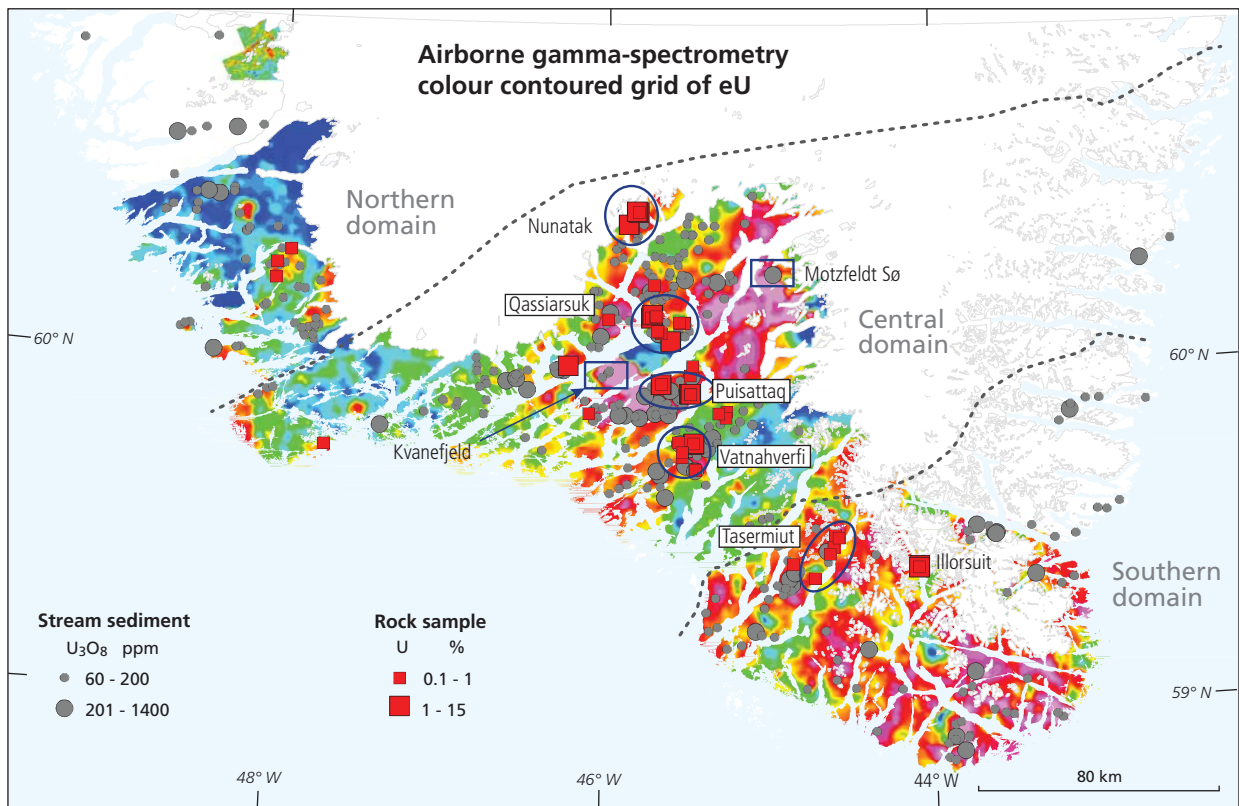 Airborne gamma-spectrometry
colour contoured grid of eU
Northern
domain
Nunatak
Motzfeldt Sø
Qassiarsuk
Central
domain
60° N
60° N
Puisattaq
Kvanefjeld
Vatnahverfi
Tasermiut
Illorsuit
Southern
domain
Stream sediment
U₃O₈ ppm
60 - 200
201 - 1400
Rock sample
U %
0.1 - 1
1 - 15
59° N
48° W
46° W
44° W
80 km